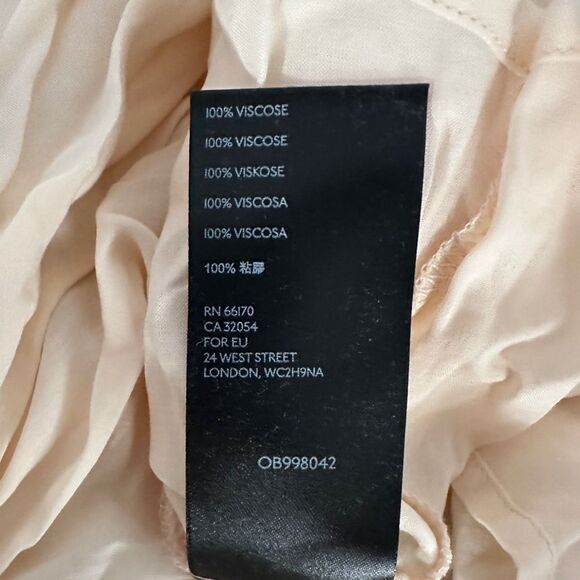 100% VISCOSE
100% VISCOSE
100% VISKOSE
100% VISCOSA
100% VISCOSA
100% 粘膠
RN 66170
CA 32054
FOR EU
24 WEST STREET
LONDON, WC2H9NA
OB998042